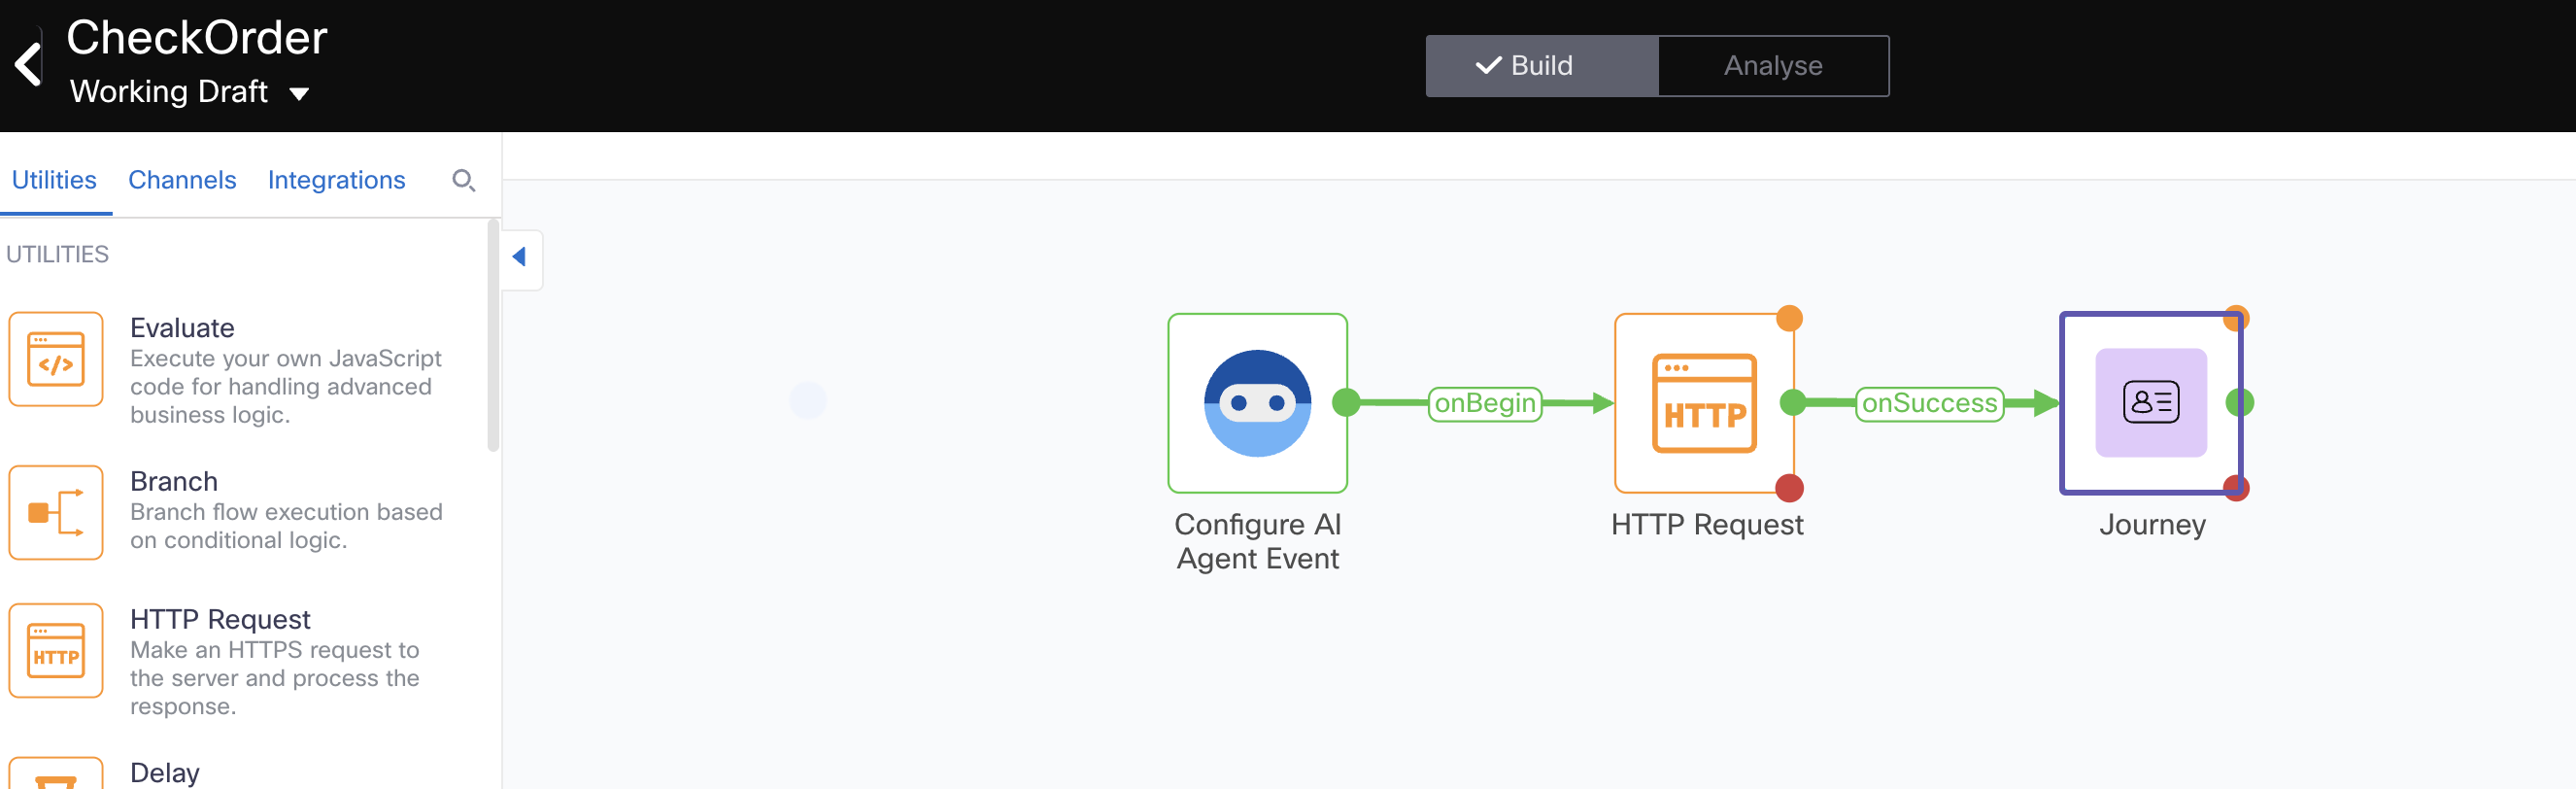 CheckOrder
Working Draft
Build
Analyse
Utilities
Channels
Integrations
UTILITIES
Evaluate
Execute your own JavaScript
code for handling advanced
business logic.
</>
Branch
Branch flow execution based
on conditional logic.
HTTP Request
Make an HTTPS request to
the server and process the
response.
HTTP
Delay
onBegin
HTTP
onSuccess
Configure AI
Agent Event
HTTP Request
Journey